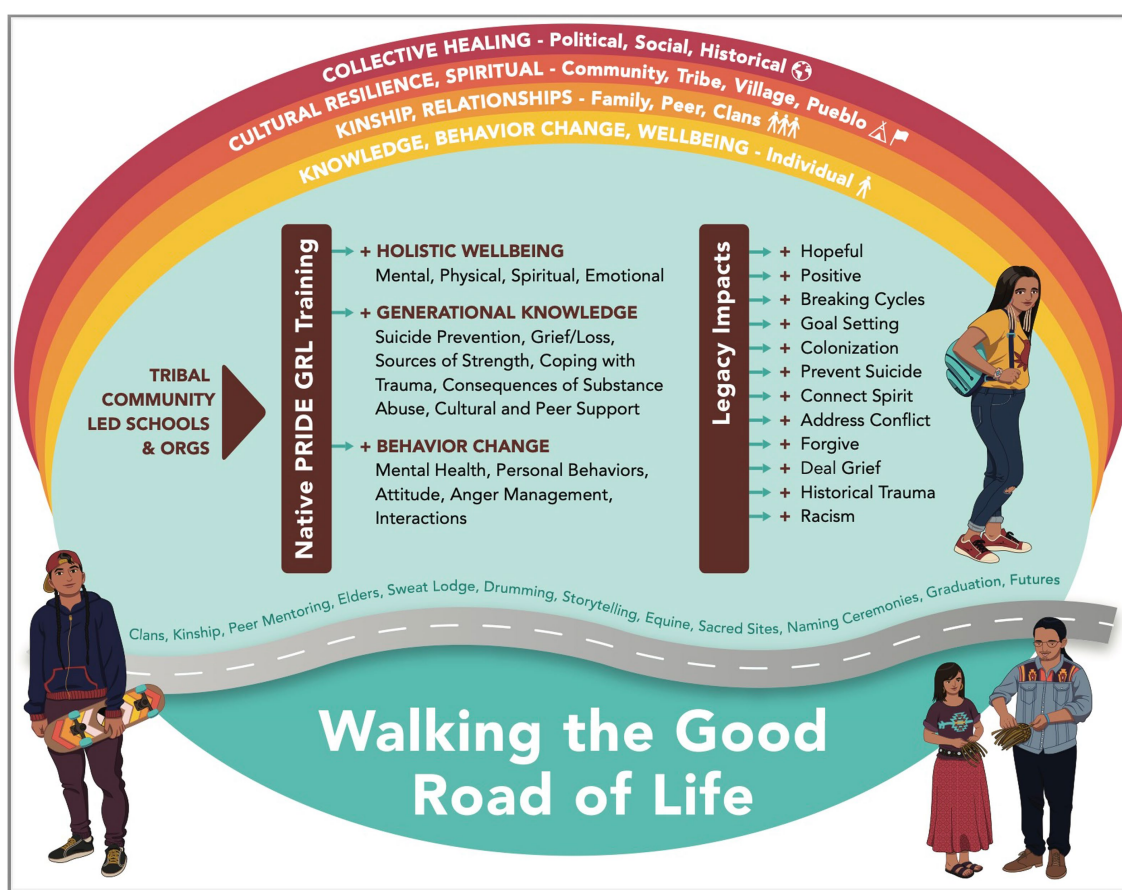 COLLECTIVE HEALING - Political, Social, Historical
CULTURAL RESILIENCE, SPIRITUAL - Community, Tribe, Village, Pueblo
KINSHIP, RELATIONSHIPS - Family, Peer, Clans
KNOWLEDGE, BEHAVIOR CHANGE, WELLBEING - Individual
TRIBAL
COMMUNITY
LED SCHOOLS
& ORGS
Native PRIDE GRL Training
+ HOLISTIC WELLBEING
Mental, Physical, Spiritual, Emotional
+ GENERATIONAL KNOWLEDGE
Suicide Prevention, Grief/Loss,
Sources of Strength, Coping with
Trauma, Consequences of Substance
Abuse, Cultural and Peer Support
+ BEHAVIOR CHANGE
Mental Health, Personal Behaviors,
Attitude, Anger Management,
Interactions
Legacy Impacts
+ Hopeful
+ Positive
+ Breaking Cycles
+ Goal Setting
+ Colonization
+ Prevent Suicide
+ Connect Spirit
+ Address Conflict
+ Forgive
+ Deal Grief
+ Historical Trauma
+ Racism
Clans, Kinship, Peer Mentoring, Elders, Sweat Lodge, Drumming, Storytelling, Equine, Sacred Sites, Naming Ceremonies, Graduation, Futures
Walking the Good
Road of Life